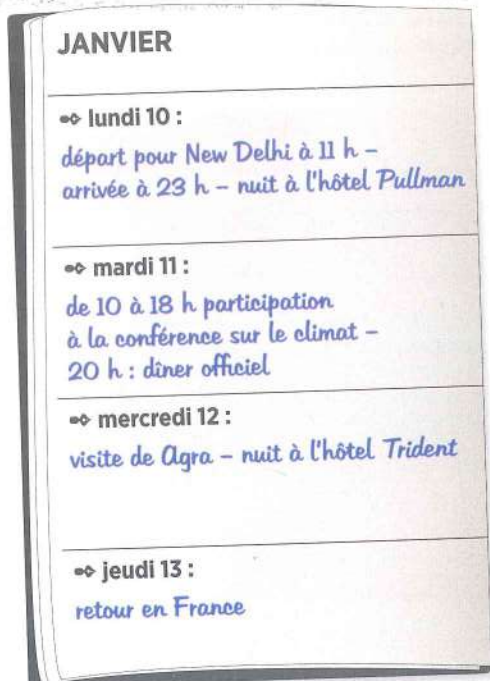 JANVIER
lundi 10 :
départ pour New Delhi à 11 h –
arrivée à 23 h – nuit à l'hôtel Pullman
mardi 11 :
de 10 à 18 h participation
à la conférence sur le climat –
20 h : dîner officiel
mercredi 12 :
visite de Agra – nuit à l'hôtel Trident
jeudi 13 :
retour en France